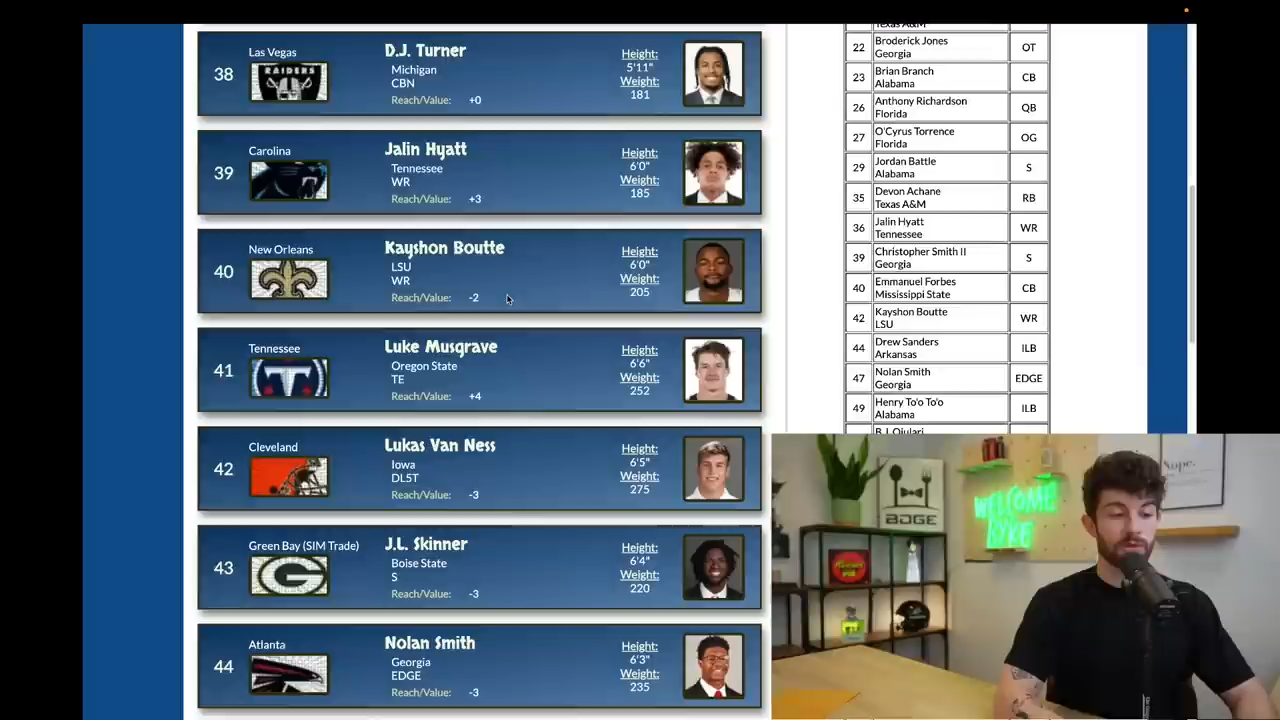 38
Las Vegas
RAIDERS
D.J. Turner
Michigan
CBN
Reach/Value: +0
Height:
5'11"
Weight:
181
39
Carolina
Jalin Hyatt
Tennessee
WR
Reach/Value: +3
Height:
6'0"
Weight:
185
40
New Orleans
Kayshon Boutte
LSU
WR
Reach/Value: -2
Height:
6'0"
Weight:
205
41
Tennessee
T
Luke Musgrave
Oregon State
TE
Reach/Value: +4
Height:
6'6"
Weight:
252
42
Cleveland
Lukas Van Ness
Iowa
DL5T
Reach/Value: -3
Height:
6'5"
Weight:
275
43
Green Bay (SIM Trade)
G
J.L. Skinner
Boise State
S
Reach/Value: -3
Height:
6'4"
Weight:
220
44
Atlanta
Nolan Smith
Georgia
EDGE
Reach/Value: -3
Height:
6'3"
Weight:
235
Texas A&M
22 Broderick Jones OT
Georgia
23 Brian Branch CB
Alabama
26 Anthony Richardson QB
Florida
27 O'Cyrus Torrence OG
Florida
29 Jordan Battle S
Alabama
35 Devon Achane RB
Texas A&M
36 Jalin Hyatt WR
Tennessee
39 Christopher Smith II S
Georgia
40 Emmanuel Forbes CB
Mississippi State
42 Kayshon Boutte WR
LSU
44 Drew Sanders ILB
Arkansas
47 Nolan Smith EDGE
Georgia
49 Henry To'o To'o ILB
Alabama
B.J. Ojulari
BDGE
WELCOME
Nope.